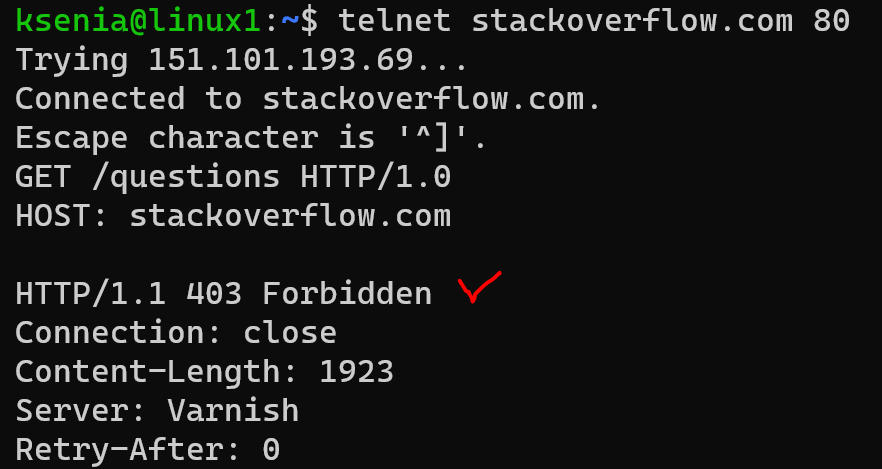 ksenia@linux1:~$ telnet stackoverflow.com 80
Trying 151.101.193.69...
Connected to stackoverflow.com.
Escape character is '^]'.
GET /questions HTTP/1.0
HOST: stackoverflow.com
HTTP/1.1 403 Forbidden
Connection: close
Content-Length: 1923
Server: Varnish
Retry-After: 0